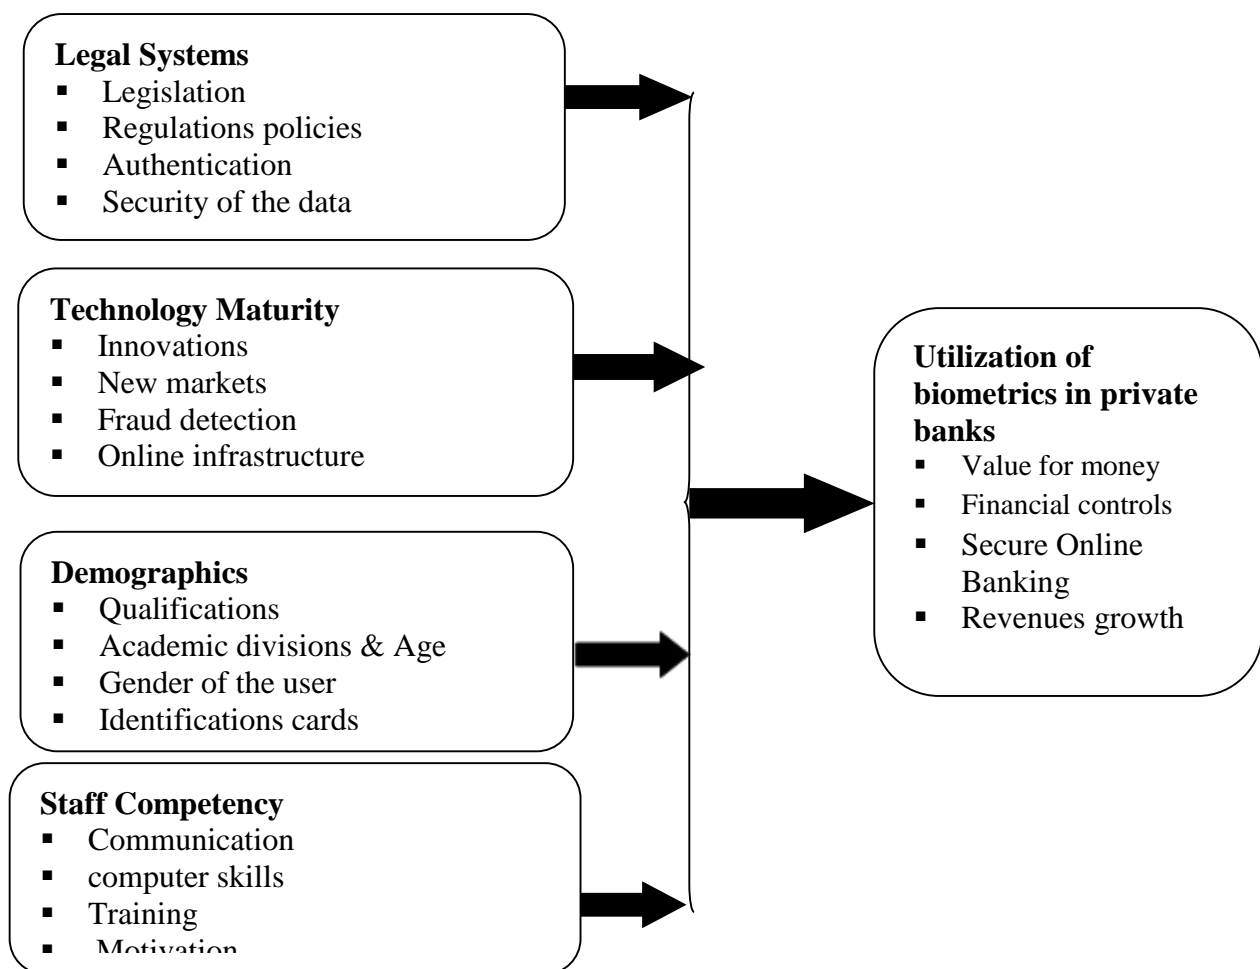 Legal Systems
▪ Legislation
▪ Regulations policies
▪ Authentication
▪ Security of the data
Technology Maturity
▪ Innovations
▪ New markets
▪ Fraud detection
▪ Online infrastructure
Demographics
▪ Qualifications
▪ Academic divisions & Age
▪ Gender of the user
▪ Identifications cards
Staff Competency
▪ Communication
▪ computer skills
▪ Training
▪ Motivation
Utilization of
biometrics in private
banks
▪ Value for money
▪ Financial controls
▪ Secure Online
Banking
▪ Revenues growth